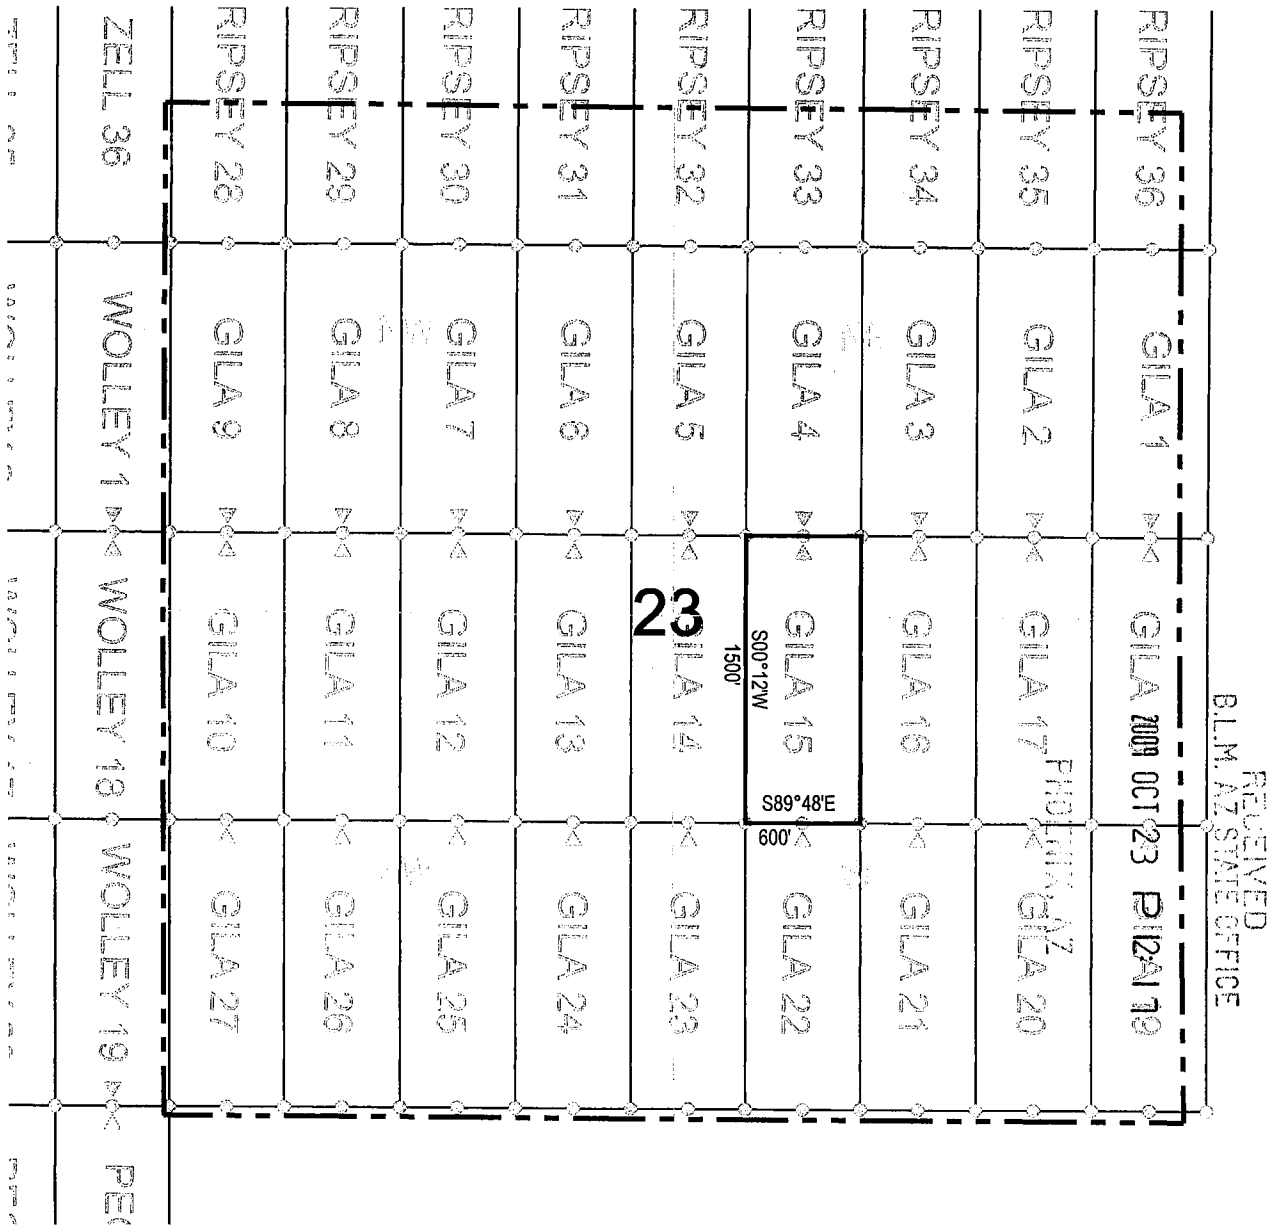 ZELL 36
RIPSEY 28
RIPSEY 29
RIPSEY 30
RIPSEY 31
RIPSEY 32
RIPSEY 33
RIPSEY 34
RIPSEY 35
RIPSEY 36
WOLLEY 1
GILA 9
GILA 8
NW
GILA 7
GILA 6
GILA 5
GILA 4
GILA 3
GILA 2
GILA 1
WOLLEY 18
GILA 10
GILA 11
GILA 12
GILA 13
23
GILA 14
S00°12'W
1500'
GILA 15
S89°48'E
600'
GILA 16
GILA 17
GILA
RECEIVED
B.L.M. AZ STATE OFFICE
2009 OCT 23 P 12:
PHOENIX, AZ
WOLLEY 19
GILA 27
GILA 26
GILA 25
GILA 24
GILA 23
GILA 22
GILA 21
GILA 20